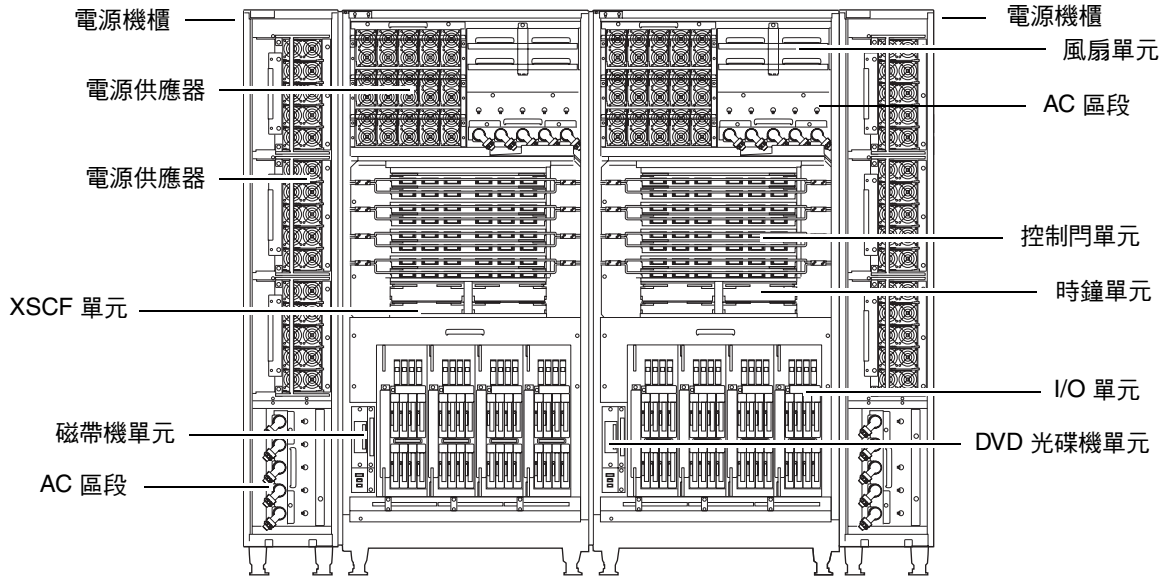 電源機櫃
電源供應器
電源供應器
XSCF 單元
磁帶機單元
AC 區段
電源機櫃
風扇單元
AC 區段
控制閂單元
時鐘單元
I/O 單元
DVD 光碟機單元